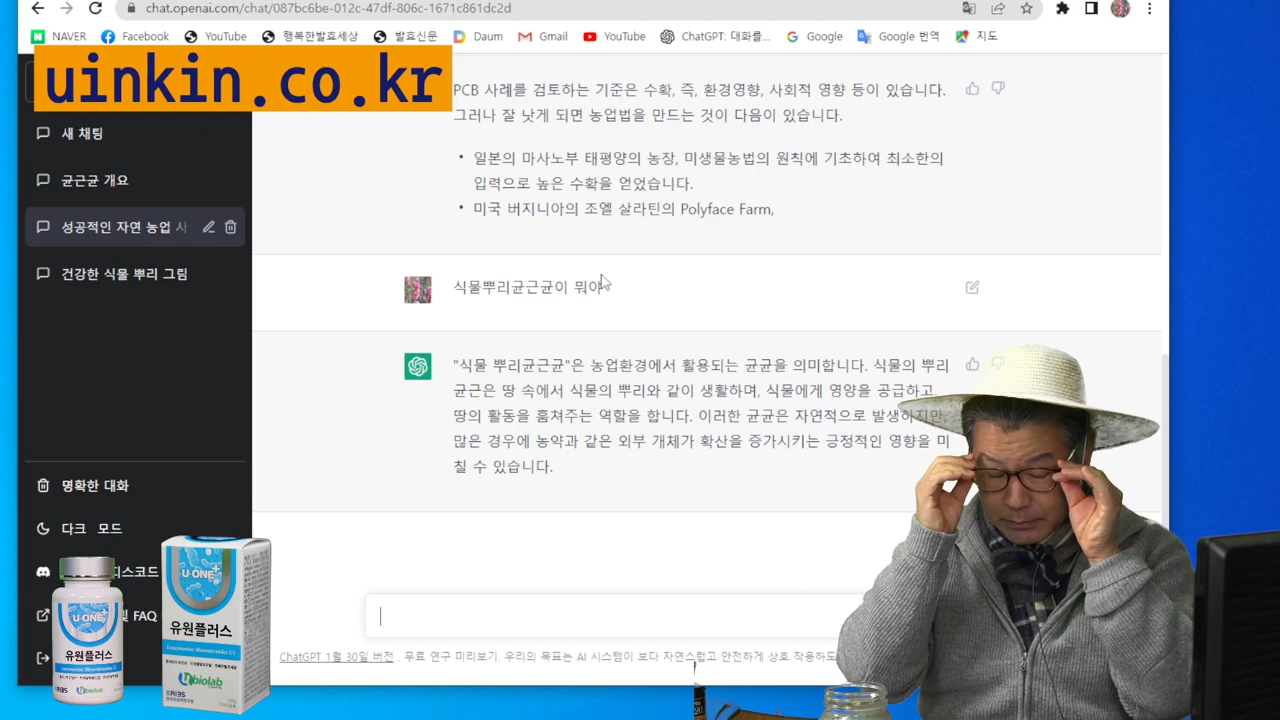 chat.openai.com/chat/087bc6be-012c-47df-806c-1671c861dc2d
NAVER Facebook YouTube 행복한발효세상 발효신문 Daum Gmail YouTube ChatGPT: 대화를... Google Google 번역 지도
uinkin.co.kr
새 채팅
균근균 개요
성공적인 자연 농업 사
건강한 식물 뿌리 그림
명확한 대화
다크 모드
디스코드
및 FAQ
PCB 사례를 검토하는 기준은 수확, 즉, 환경영향, 사회적 영향 등이 있습니다.
그러나 잘 낫게 되면 농업법을 만드는 것이 다음이 있습니다.
• 일본의 마사노부 태평양의 농장, 미생물농법의 원칙에 기초하여 최소한의
입력으로 높은 수확을 얻었습니다.
• 미국 버지니아의 조엘 살라틴의 Polyface Farm,
식물뿌리균근균이 뭐야
"식물 뿌리균근균"은 농업환경에서 활용되는 균균을 의미합니다. 식물의 뿌리
균근은 땅 속에서 식물의 뿌리와 같이 생활하며, 식물에게 영양을 공급하고,
땅의 활동을 훔쳐주는 역할을 합니다. 이러한 균균은 자연적으로 발생하지만
많은 경우에 농약과 같은 외부 개체가 확산을 증가시키는 긍정적인 영향을 미
칠 수 있습니다.
ChatGPT 1월 30일 버전 . 무료 연구 미리보기. 우리의 목표는 AI 시스템이 보다 자연스럽고 안전하게 상호 작용하도
U·ONE+
유원플러스
Leuconostoc Mesenteroides U1
KRIBS
Ubiolab
U·ONE+
유원플러스
Leuconostoc Mesenteroides U1
KRIBS
Ubiolab